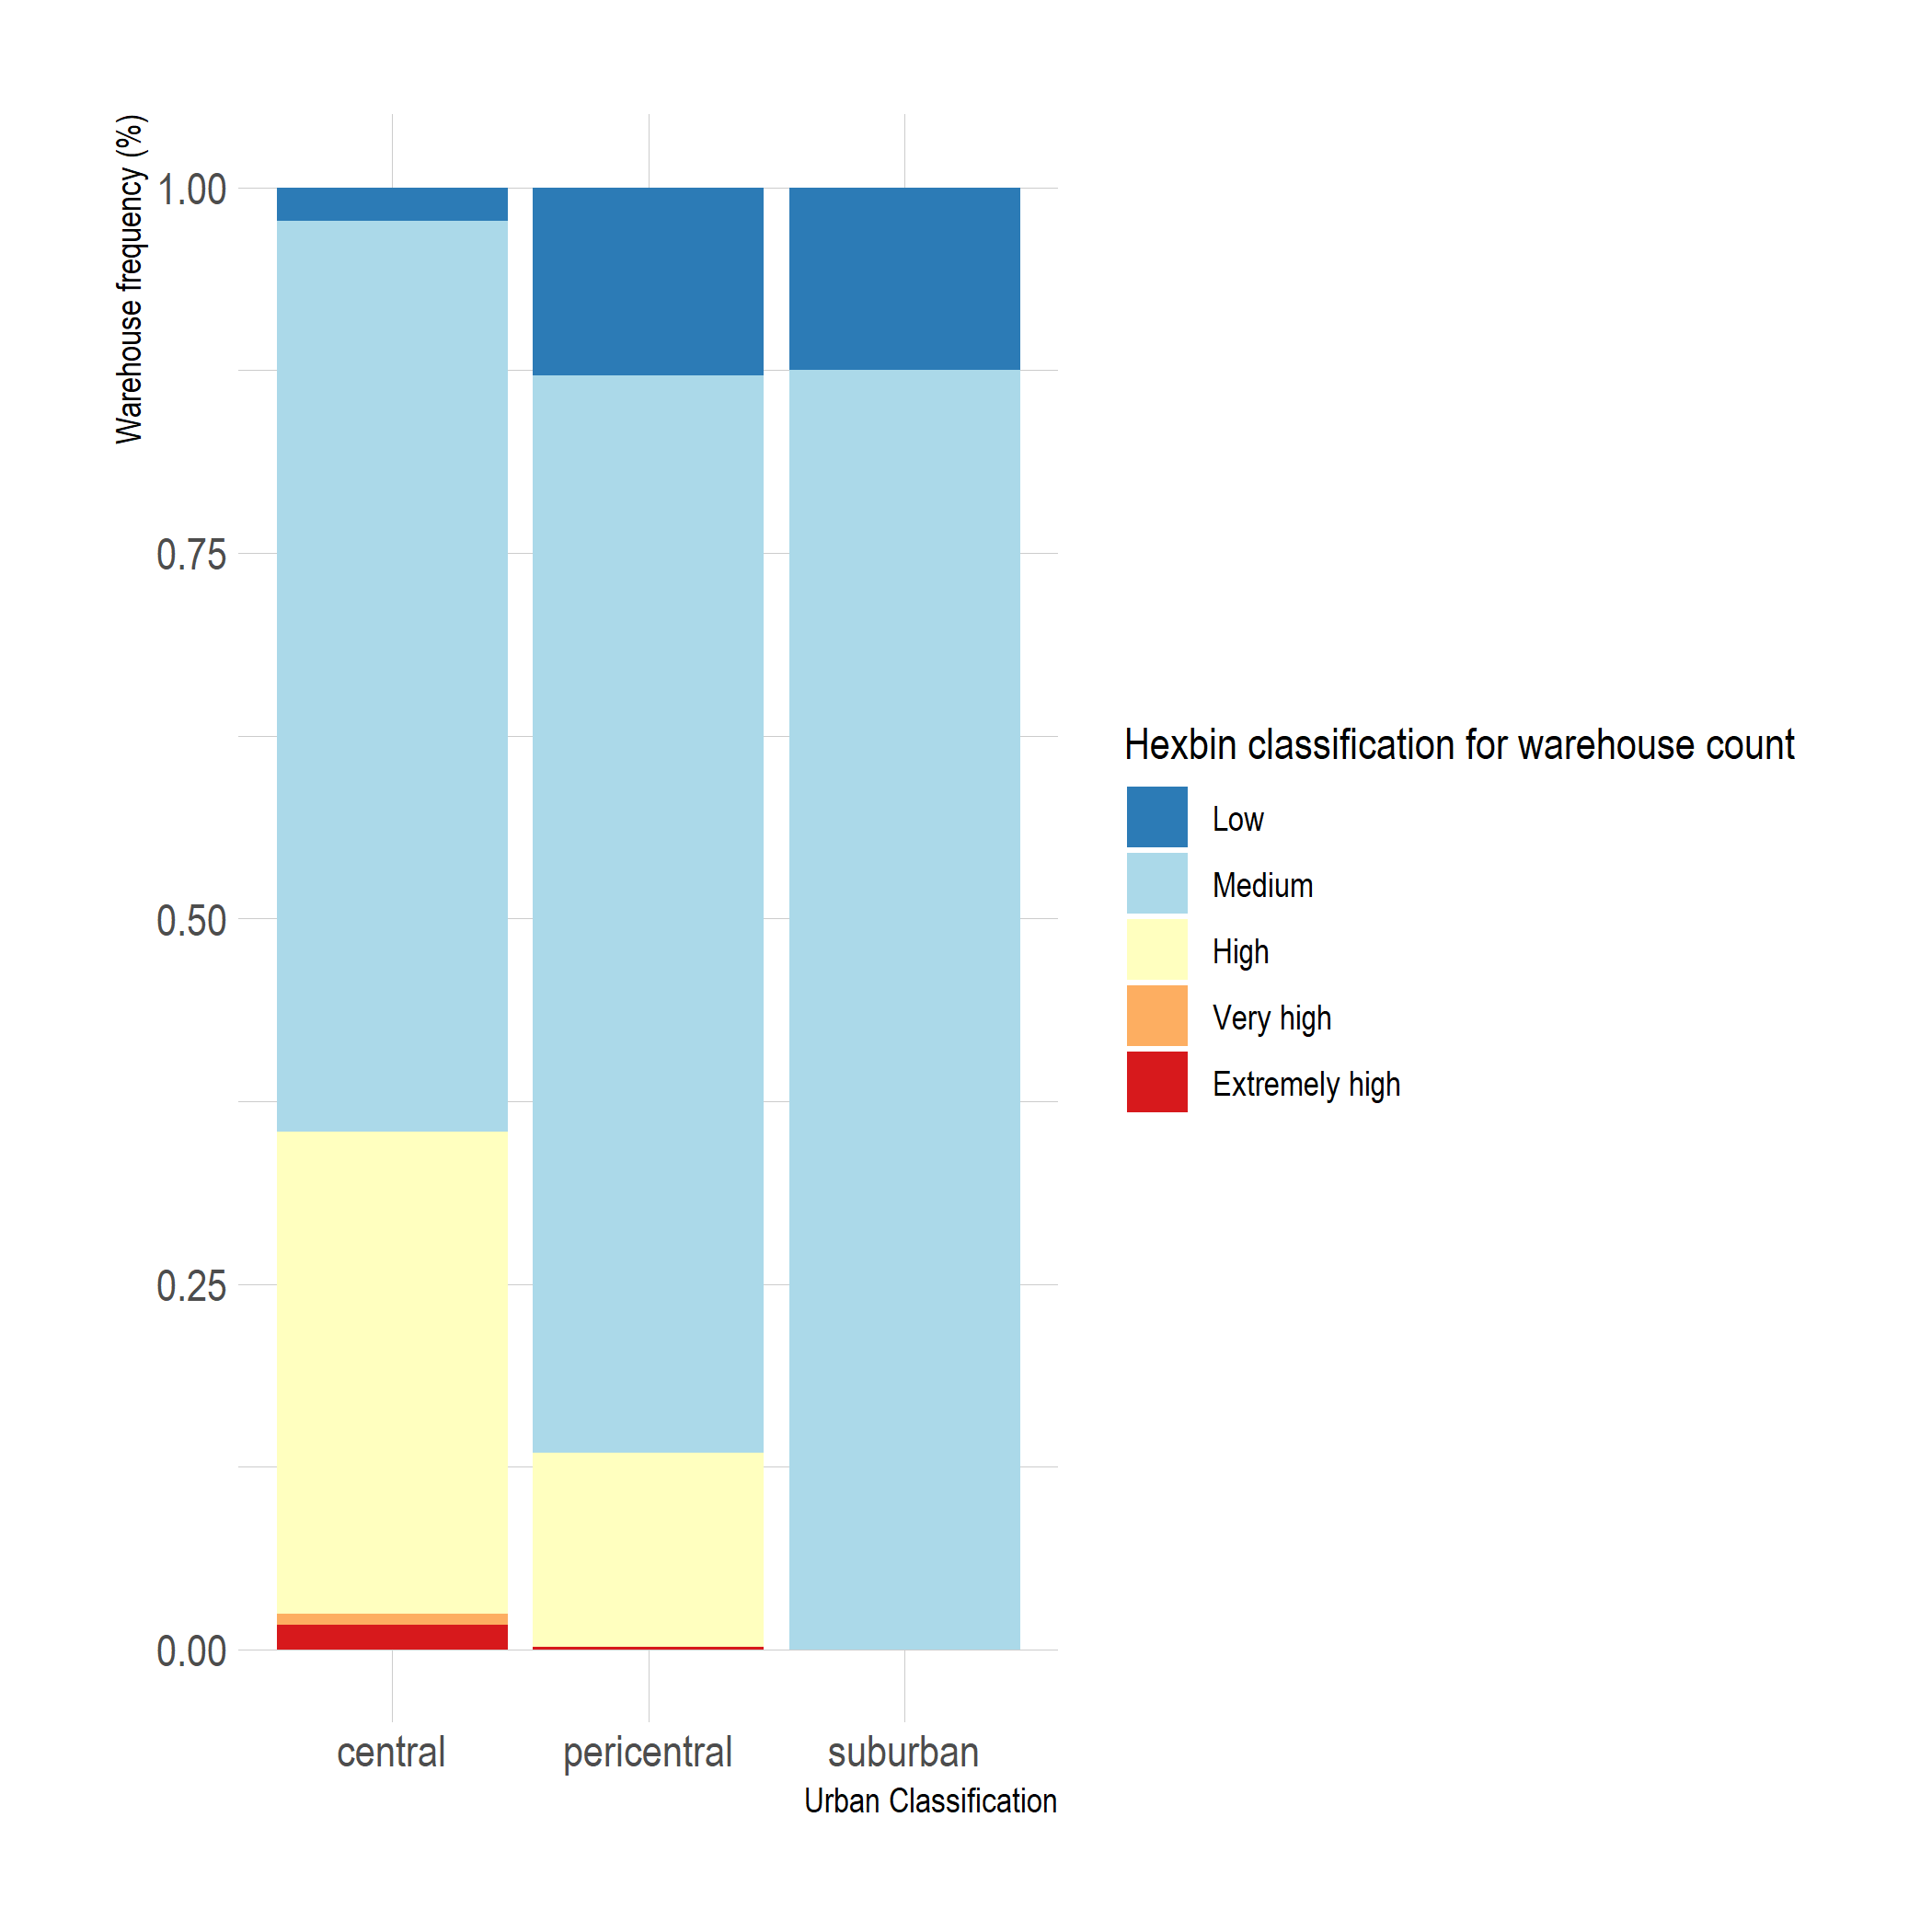 Warehouse frequency (%)
1.00
0.75
0.50
0.25
0.00
central
pericentral
suburban
Urban Classification
Hexbin classification for warehouse count
Low
Medium
High
Very high
Extremely high